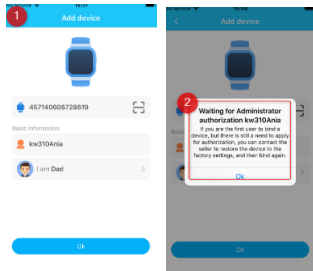 1
Add device
457140608728619
Basic Information
kw310Ania
I am Dad
Ok
Add device
2
Waiting for Administrator
authorization kw310Ania
If you are the first user to bind a
device, but there is still a need to apply
for authorization, you can contact the
seller to restore the device to the
factory settings, and then bind again.
Ok
Ok